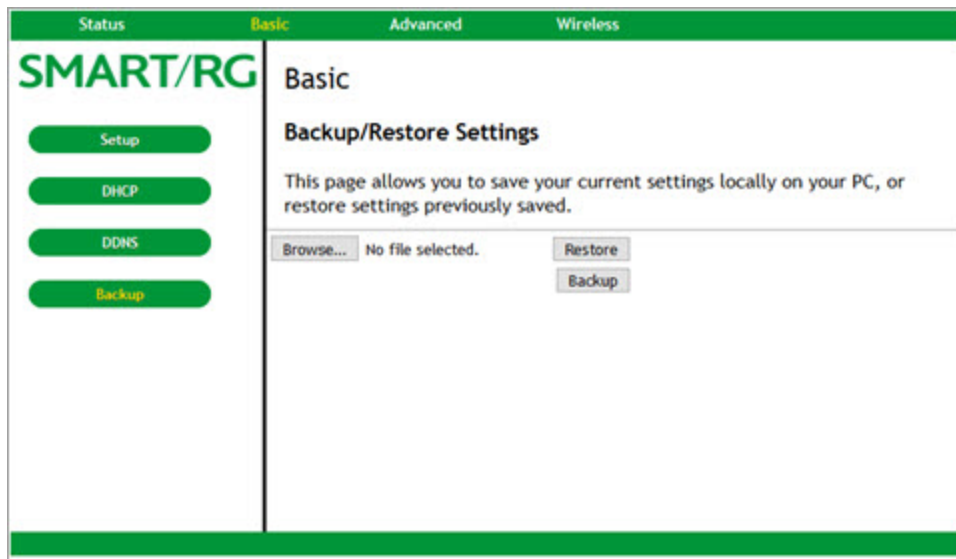 Status Basic Advanced Wireless
SMART/RG
Setup
DHCP
DDNS
Backup
Basic
Backup/Restore Settings
This page allows you to save your current settings locally on your PC, or
restore settings previously saved.
Browse... No file selected. Restore
Backup